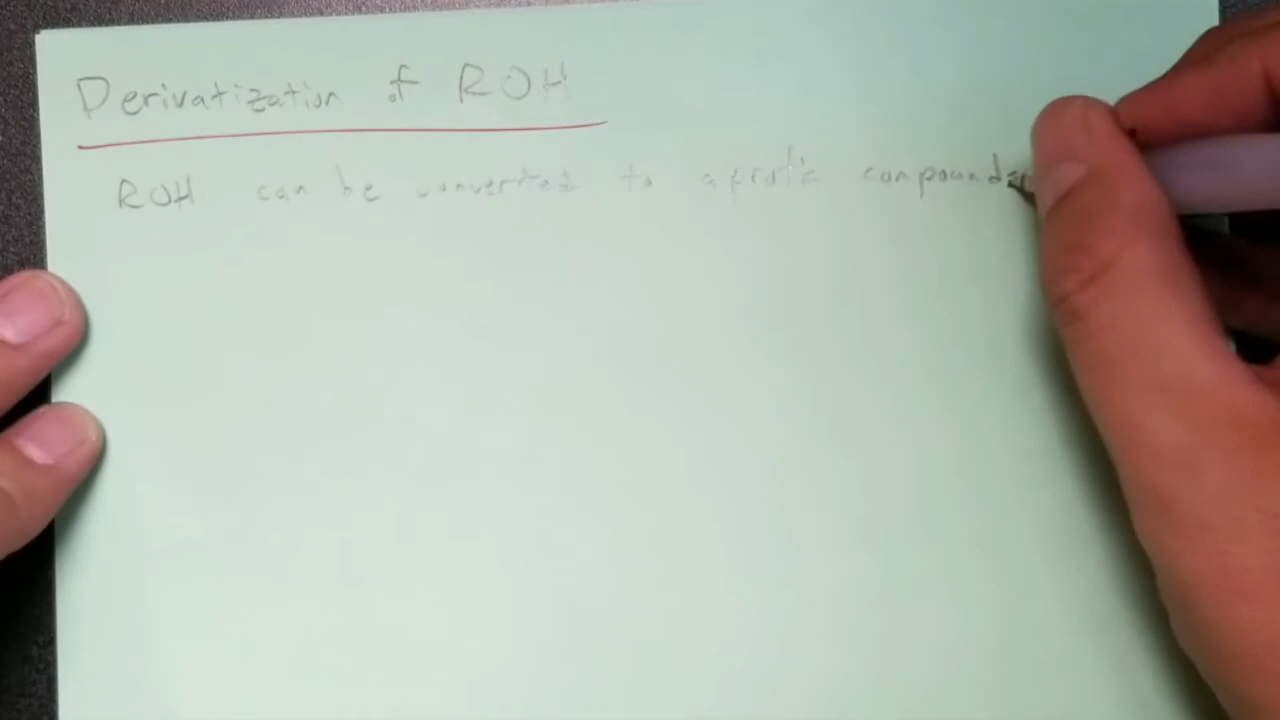 Derivatization of ROH
ROH can be converted to aprotic compounds